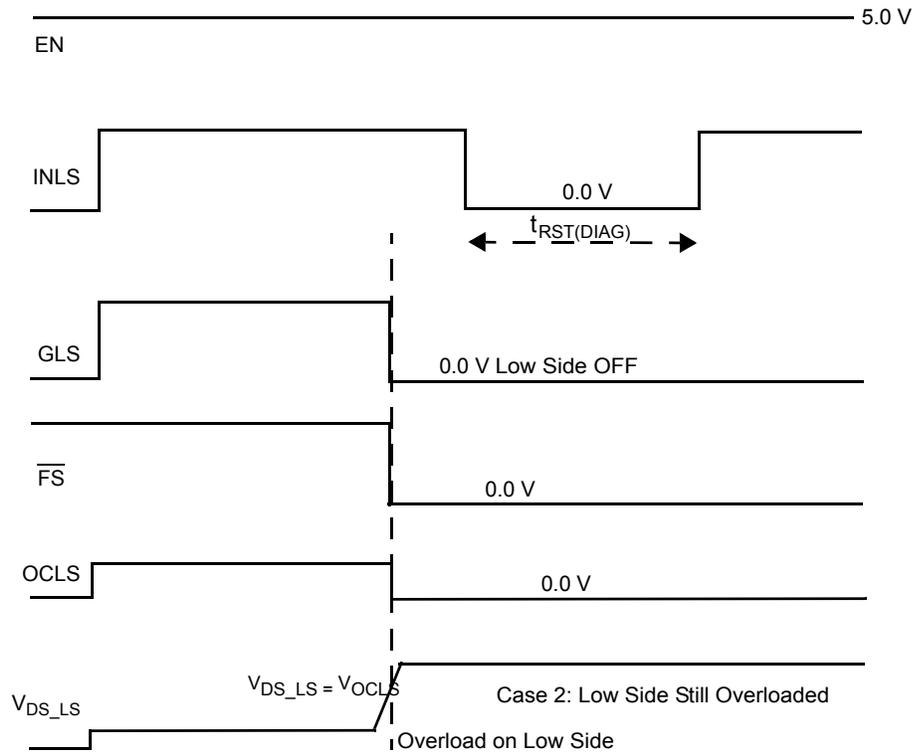 5.0 V
EN
INLS
0.0 V
tRST(DIAG)
GLS
0.0 V Low Side OFF
FS
0.0 V
OCLS
0.0 V
VDS_LS = VOCLS
Case 2: Low Side Still Overloaded
VDS_LS
Overload on Low Side